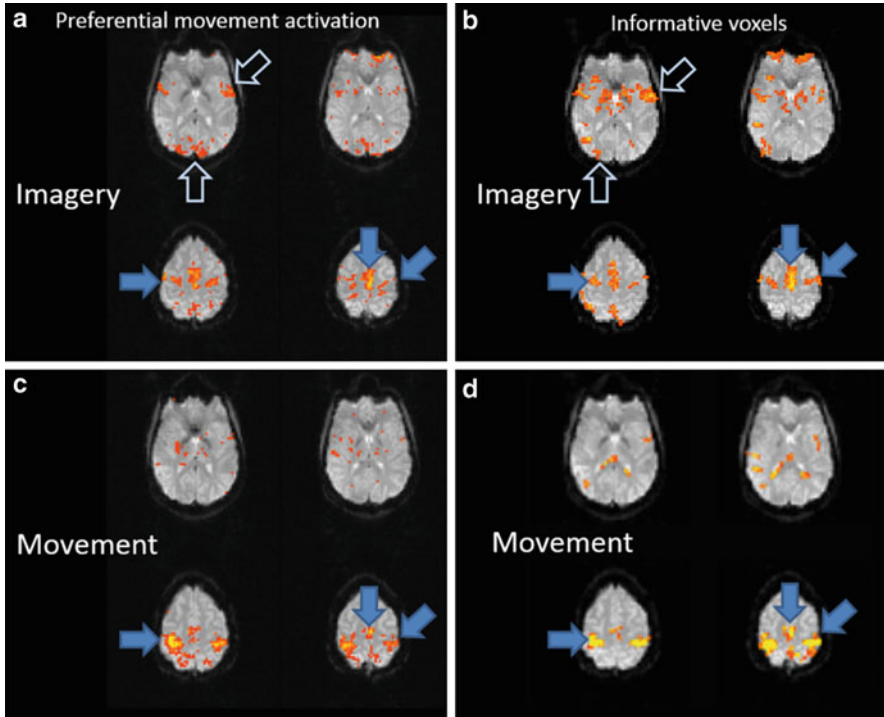 a Preferential movement activation
Imagery
b Informative voxels
Imagery
c
Movement
d
Movement